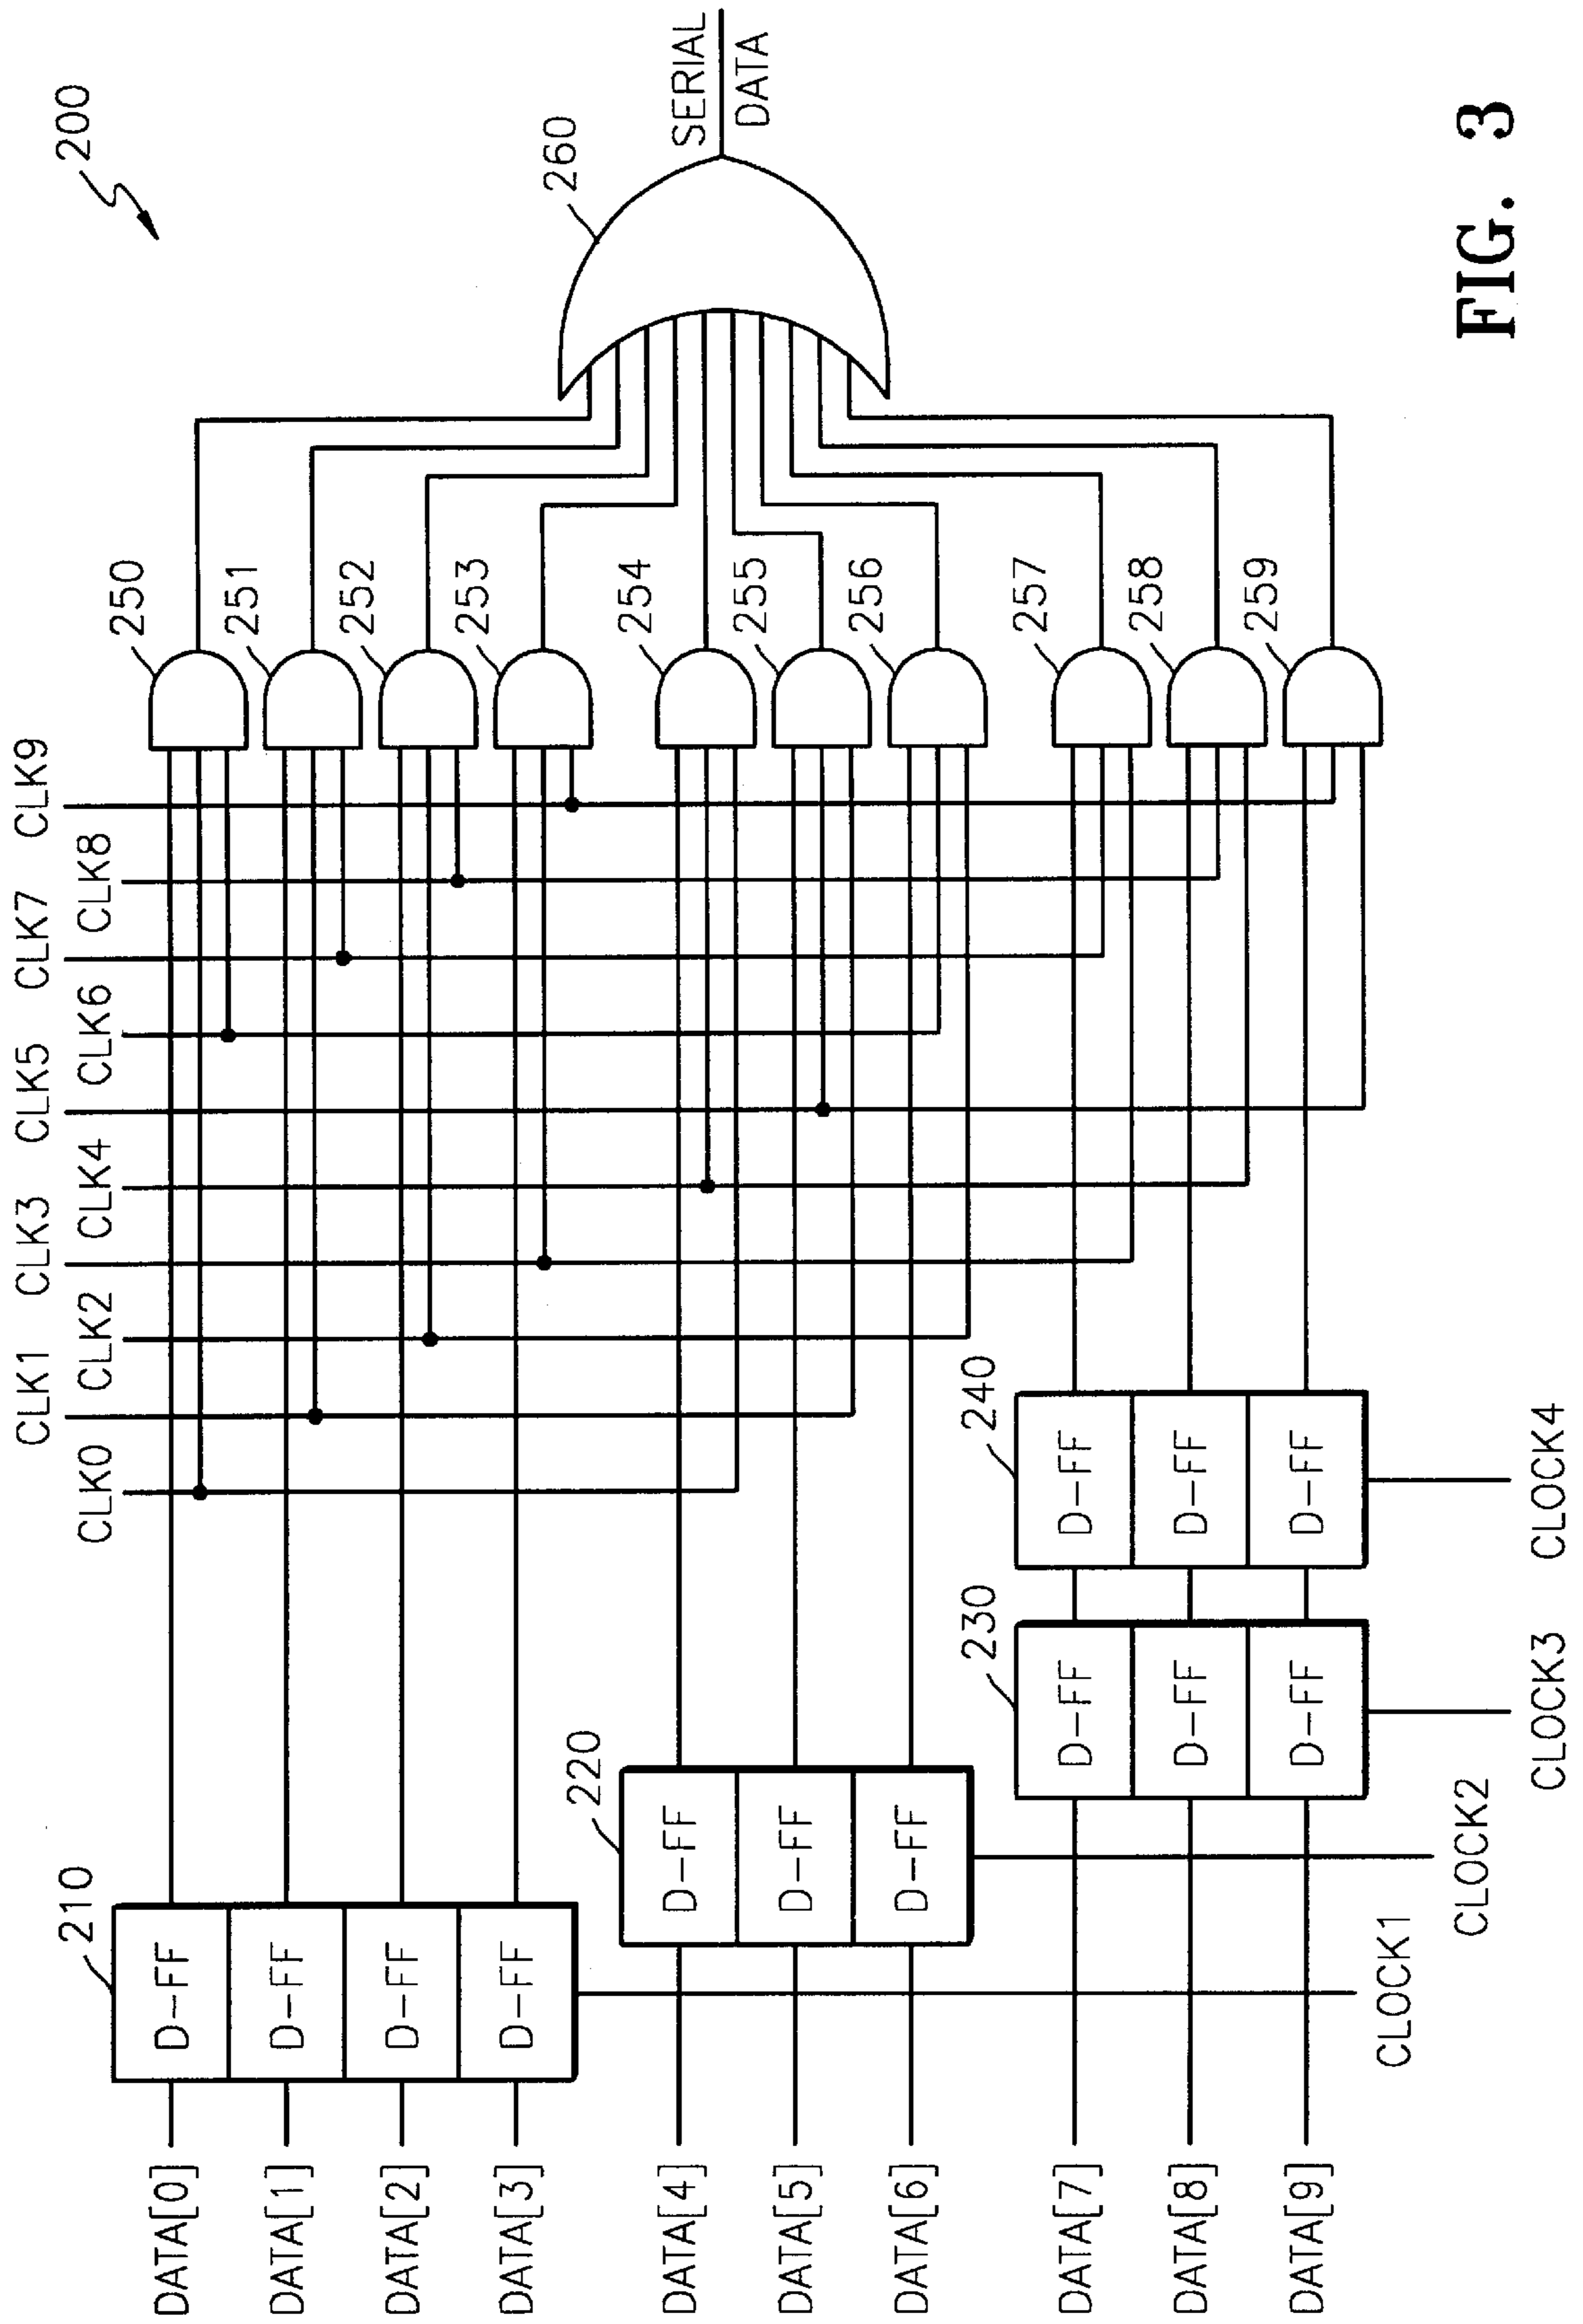 200
CLK1
CLK3
CLK5
CLK7
CLK9
CLK0
CLK2
CLK4
CLK6
CLK8
210
DATA[0]
D-FF
250
DATA[1]
D-FF
251
DATA[2]
D-FF
252
DATA[3]
D-FF
253
260
220
DATA[4]
D-FF
254
SERIAL
DATA
DATA[5]
D-FF
255
DATA[6]
D-FF
256
230
240
DATA[7]
D-FF
D-FF
257
DATA[8]
D-FF
D-FF
258
DATA[9]
D-FF
D-FF
259
CLOCK1
CLOCK2
CLOCK3
CLOCK4
FIG. 3